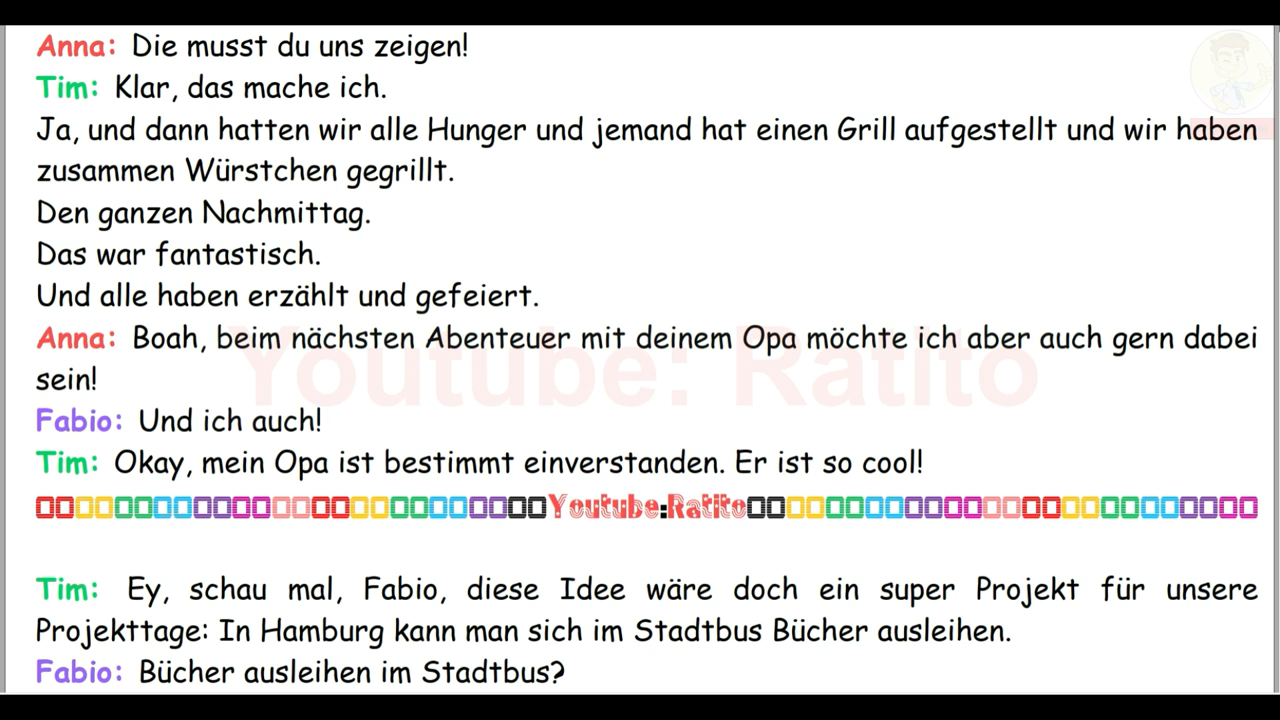 Anna: Die musst du uns zeigen!
Tim: Klar, das mache ich.
Ja, und dann hatten wir alle Hunger und jemand hat einen Grill aufgestellt und wir haben
zusammen Würstchen gegrillt.
Den ganzen Nachmittag.
Das war fantastisch.
Und alle haben erzählt und gefeiert.
Anna: Boah, beim nächsten Abenteuer mit deinem Opa möchte ich aber auch gern dabei
sein!
Youtube: Ratito
Fabio: Und ich auch!
Tim: Okay, mein Opa ist bestimmt einverstanden. Er ist so cool!
Youtube:Ratito
Tim: Ey, schau mal, Fabio, diese Idee wäre doch ein super Projekt für unsere
Projekttage: In Hamburg kann man sich im Stadtbus Bücher ausleihen.
Fabio: Bücher ausleihen im Stadtbus?